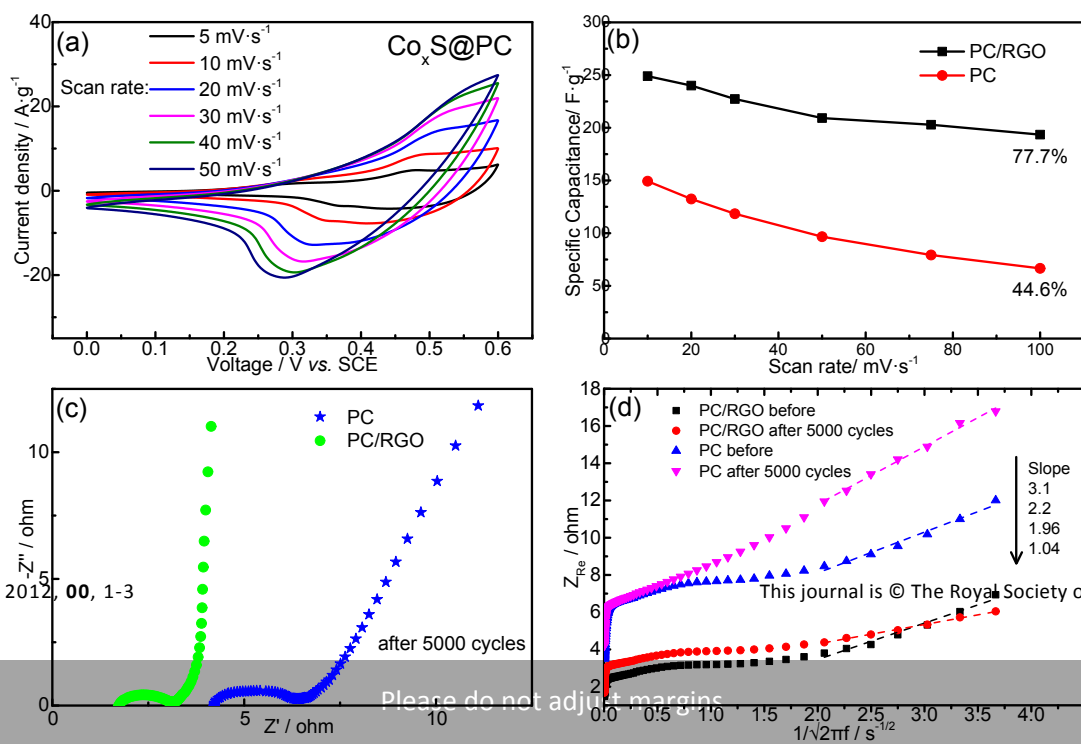 (a)
Co
x
S@PC
Scan rate:
5 mV·s-1
10 mV·s-1
20 mV·s-1
30 mV·s-1
40 mV·s-1
50 mV·s-1
40
20
0
-20
Current density / A·g-1
0.0 0.1 0.2 0.3 0.4 0.5 0.6
Voltage / V vs. SCE
(b)
PC/RGO
PC
300
250
200
150
100
50
0
Specific Capacitance/ F·g-1
77.7%
44.6%
0 20 40 60 80 100
Scan rate/ mV·s-1
(c)
PC
PC/RGO
10
5
0
-Z'' / ohm
after 5000 cycles
0 5 10
Z' / ohm
(d)
PC/RGO before
PC/RGO after 5000 cycles
PC before
PC after 5000 cycles
18
16
14
12
10
8
6
4
2
ZRe / ohm
Slope
3.1
2.2
1.96
1.04
0.0 0.5 1.0 1.5 2.0 2.5 3.0 3.5 4.0
1/√2πf / s-1/2
2012, 00, 1-3
This journal is © The Royal Society o
Please do not adjust margins